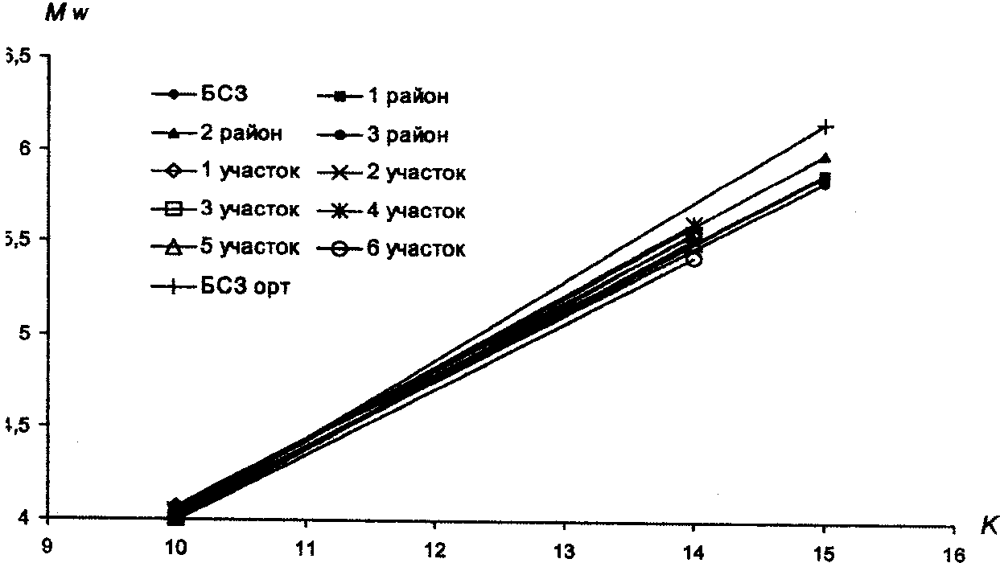 Mw
6,5
БСЗ 1 район
2 район 3 район
6
1 участок 2 участок
3 участок 4 участок
5,5
5 участок 6 участок
БСЗ орт
5
4,5
4
K
9 10 11 12 13 14 15 16